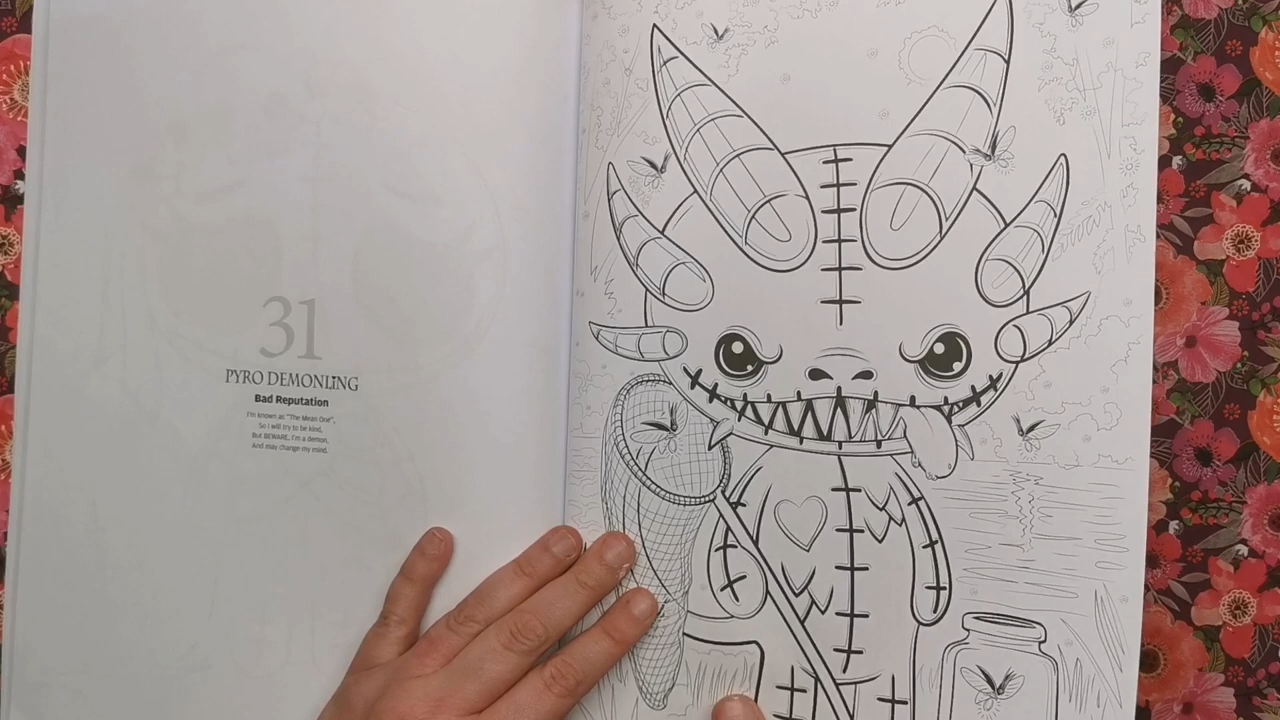 31
PYRO DEMONLING
Bad Reputation
I'm known as "The Mean One",
So I will try to be kind,
But BEWARE, I'm a demon,
And may change my mind.